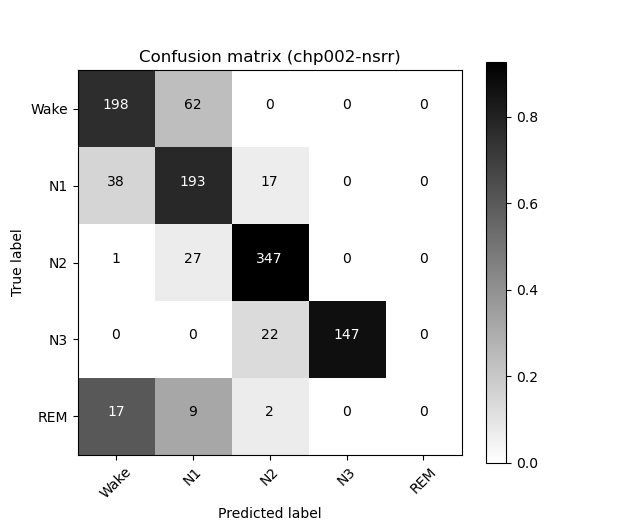 Confusion matrix (chp002-nsrr)
Wake 198 62 0 0 0
N1 38 193 17 0 0
N2 1 27 347 0 0
N3 0 0 22 147 0
REM 17 9 2 0 0
Wake N1 N2 N3 REM
Predicted label
True label
0.8
0.6
0.4
0.2
0.0